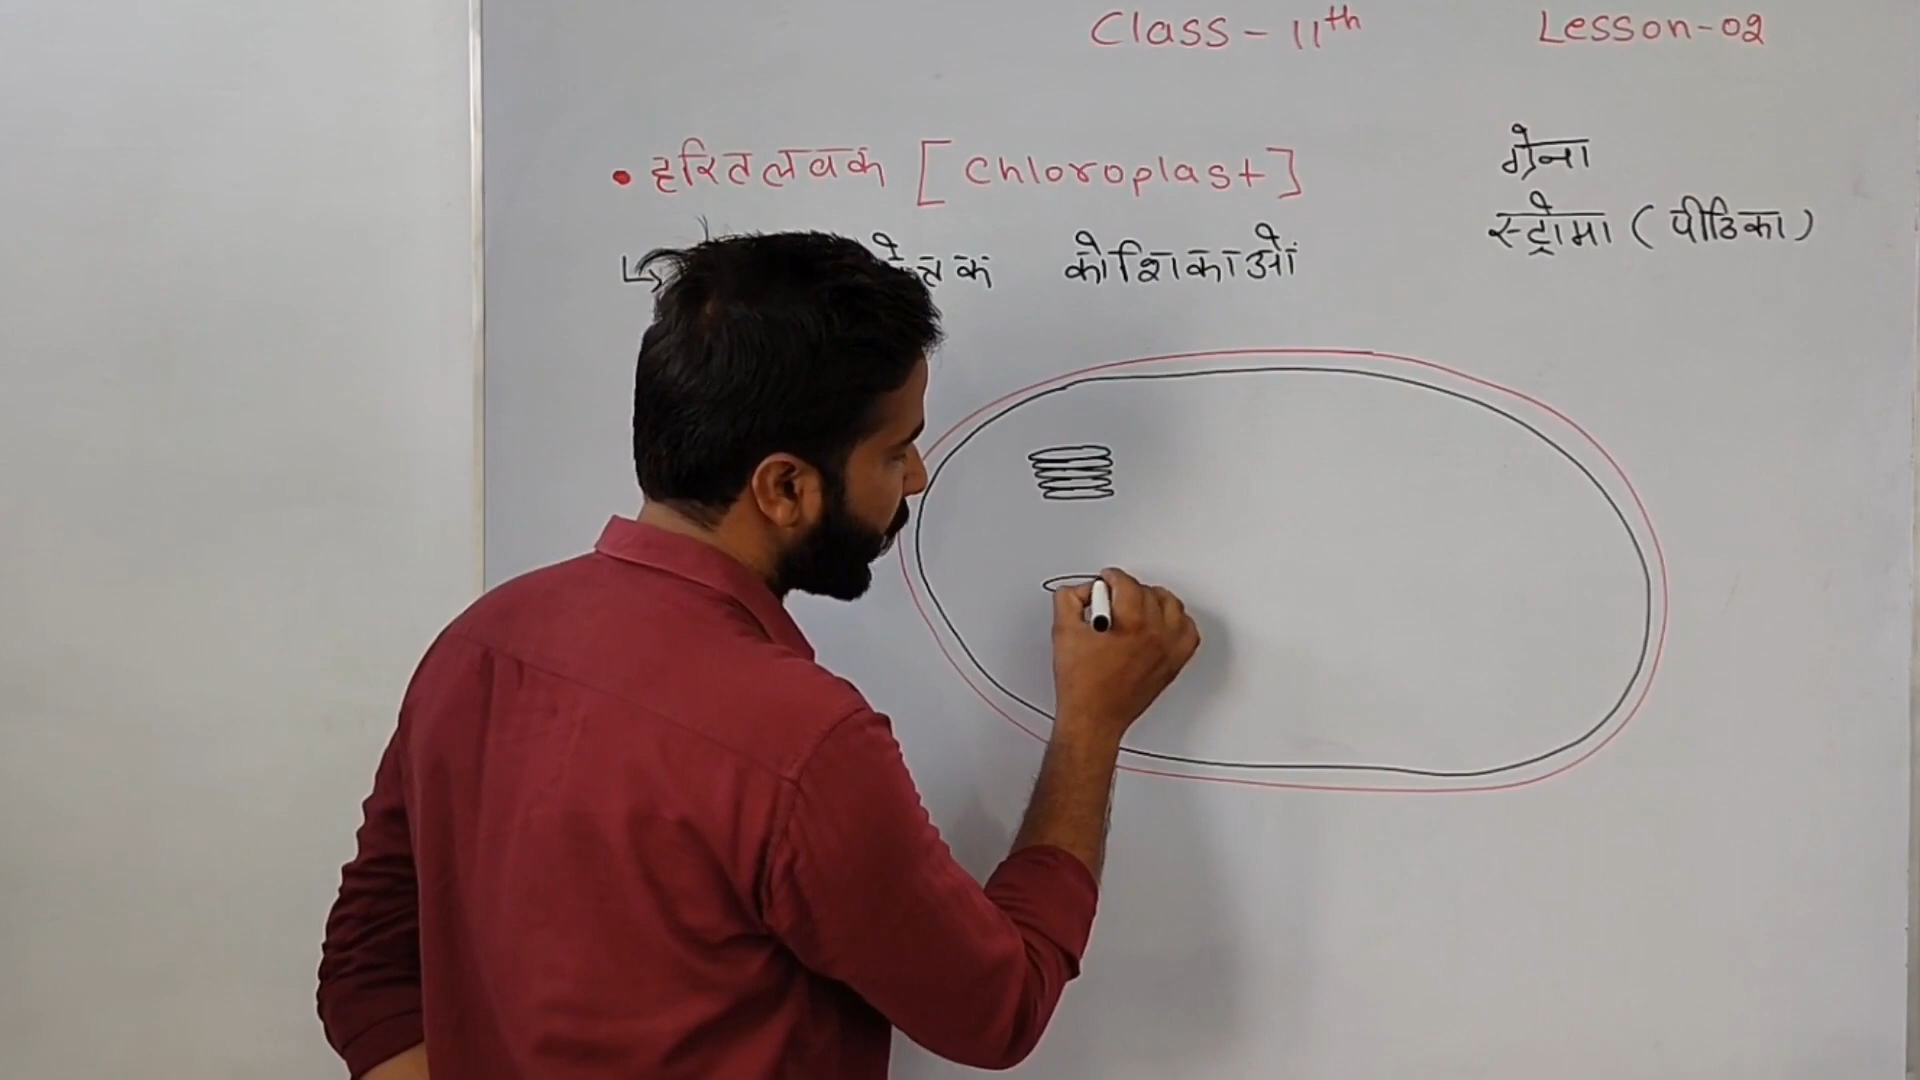 Class - 11th Lesson-02
• हरितलवक [Chloroplast]
ग्रेना
स्ट्रोमा (पीठिका)
↳ कोशिकाओं